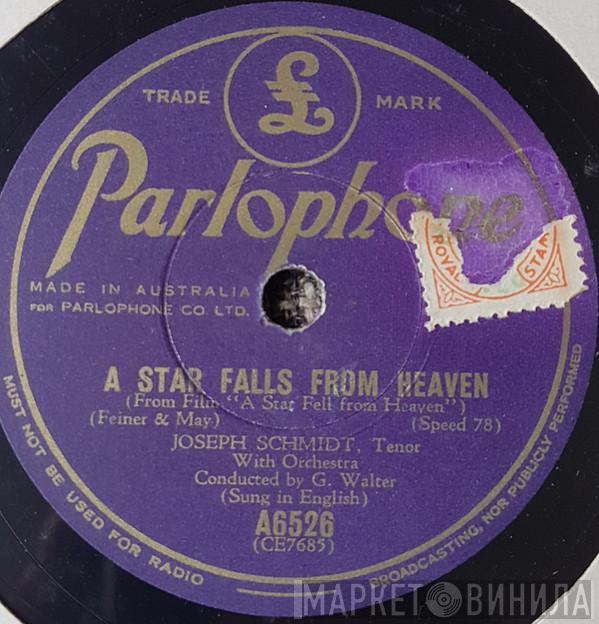 TRADE MARK
£
Parlophone
MADE IN AUSTRALIA
FOR PARLOPHONE CO. LTD.
ROYAL STAM
A STAR FALLS FROM HEAVEN
(From Film "A Star Fell from Heaven")
(Feiner & May) (Speed 78)
JOSEPH SCHMIDT, Tenor
With Orchestra
Conducted by G. Walter
(Sung in English)
A6526
(CE7685)
MUST NOT BE USED FOR RADIO BROADCASTING, NOR PUBLICLY PERFORMED
МАРКЕТ ВИНИЛА